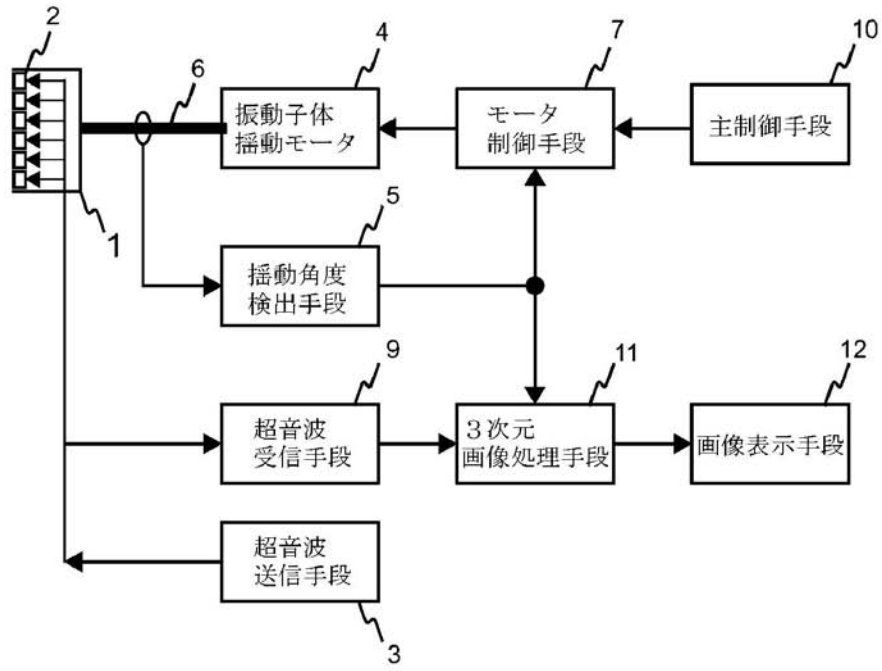 2
4
7
10
6
振動子体
揺動モータ
モータ
制御手段
主制御手段
1
5
揺動角度
検出手段
9
11
12
超音波
受信手段
3次元
画像処理手段
画像表示手段
超音波
送信手段
3